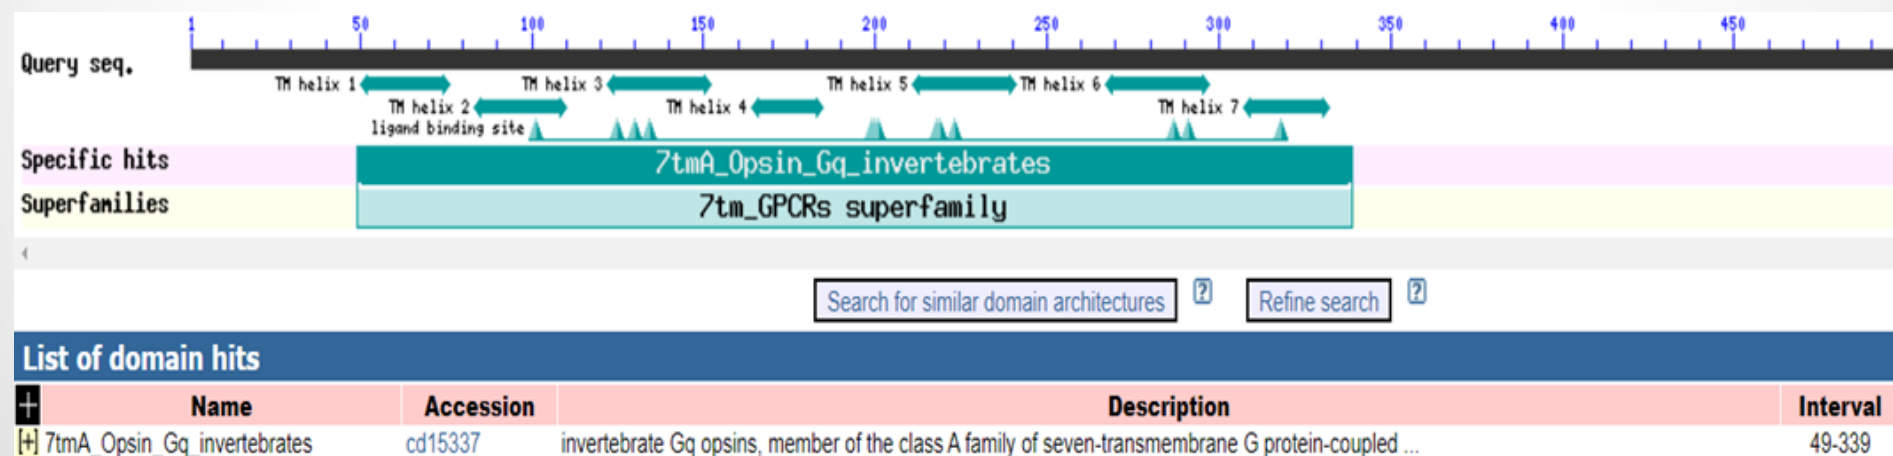 1 50 100 150 200 250 300 350 400 450
Query seq.
TM helix 1 TM helix 3 TM helix 5 TM helix 6
TM helix 2 TM helix 4 TM helix 7
ligand binding site
Specific hits 7tmA_Opsin_Gq_invertebrates
Superfamilies 7tm_GPCRs superfamily
Search for similar domain architectures ? Refine search ?
List of domain hits
+ Name Accession Description Interval
[+] 7tmA_Opsin_Gq_invertebrates cd15337 invertebrate Gq opsins, member of the class A family of seven-transmembrane G protein-coupled ... 49-339